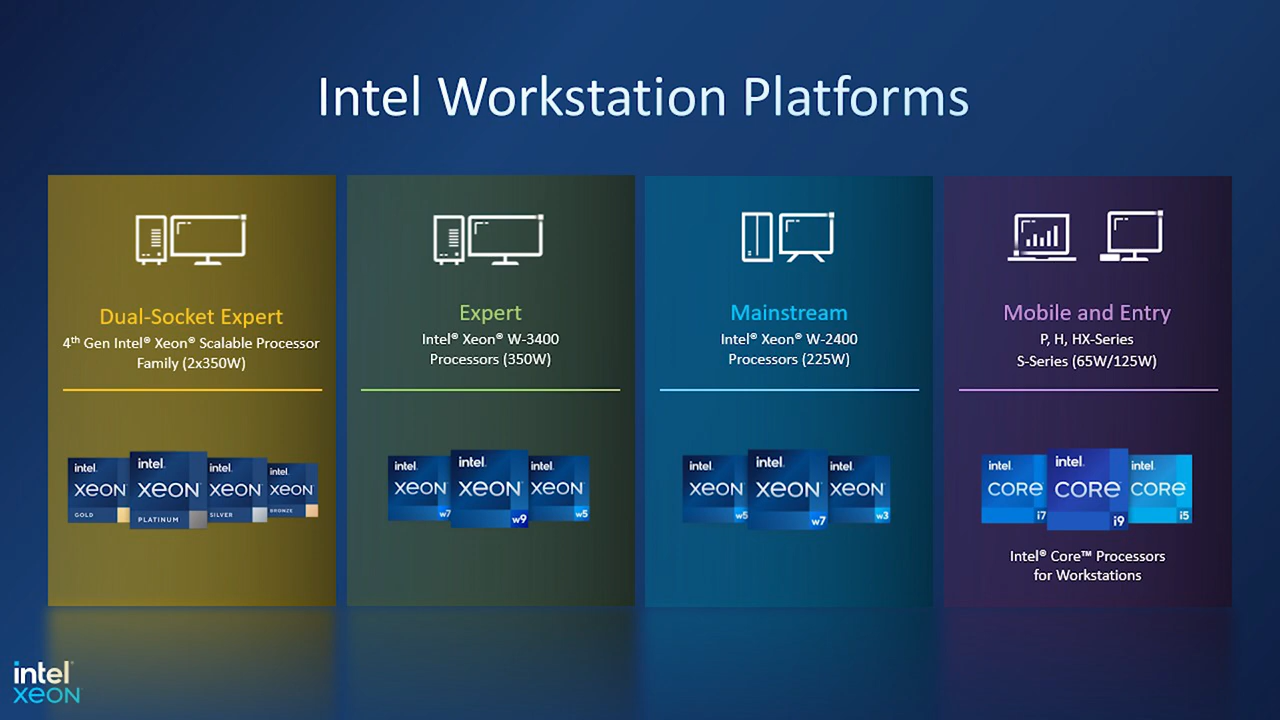 Intel Workstation Platforms
Dual-Socket Expert
4th Gen Intel® Xeon® Scalable Processor
Family (2x350W)
intel.
xeon
GOLD
intel.
xeon
PLATINUM
intel.
xeon
SILVER
intel.
xeon
BRONZE
Expert
Intel® Xeon® W-3400
Processors (350W)
intel.
xeon
w7
intel.
xeon
w9
intel.
xeon
w5
Mainstream
Intel® Xeon® W-2400
Processors (225W)
intel.
xeon
w5
intel.
xeon
w7
intel.
xeon
w3
Mobile and Entry
P, H, HX-Series
S-Series (65W/125W)
intel.
CORE
i7
intel.
CORE
i9
intel.
CORE
i5
Intel® Core™ Processors
for Workstations
intel
xeon